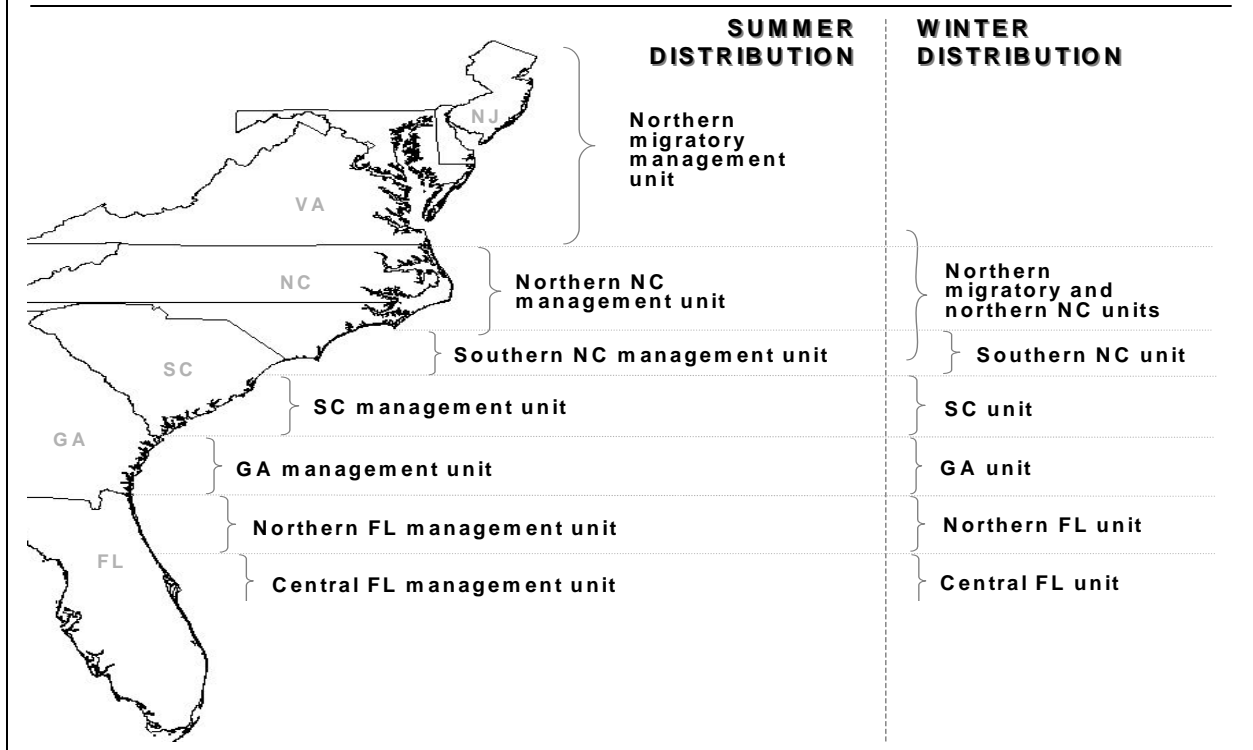 SUMMER
DISTRIBUTION
WINTER
DISTRIBUTION
NJ
Northern
migratory
management
unit
VA
NC
Northern NC
management unit
Northern
migratory and
northern NC units
Southern NC management unit
Southern NC unit
SC
SC management unit
SC unit
GA
GA management unit
GA unit
Northern FL management unit
Northern FL unit
FL
Central FL management unit
Central FL unit